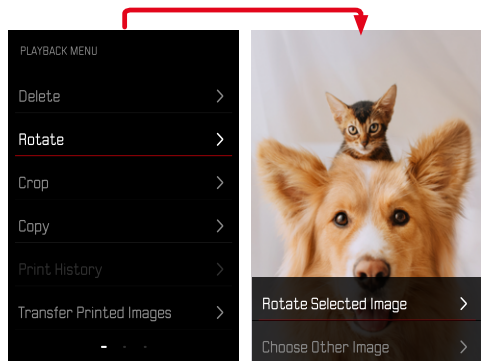 PLAYBACK MENU
Delete
Rotate
Crop
Copy
Print History
Transfer Printed Images
Rotate Selected Image
Choose Other Image